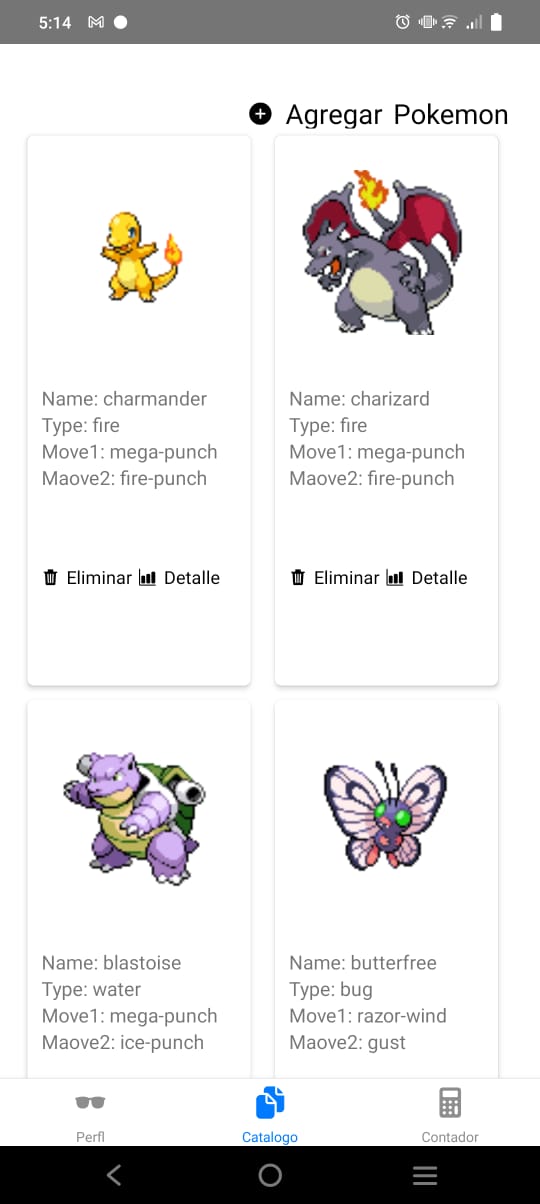 5:14
Agregar Pokemon
Name: charmander
Type: fire
Move1: mega-punch
Maove2: fire-punch
Eliminar Detalle
Name: charizard
Type: fire
Move1: mega-punch
Maove2: fire-punch
Eliminar Detalle
Name: blastoise
Type: water
Move1: mega-punch
Maove2: ice-punch
Name: butterfree
Type: bug
Move1: razor-wind
Maove2: gust
Perfl
Catalogo
Contador